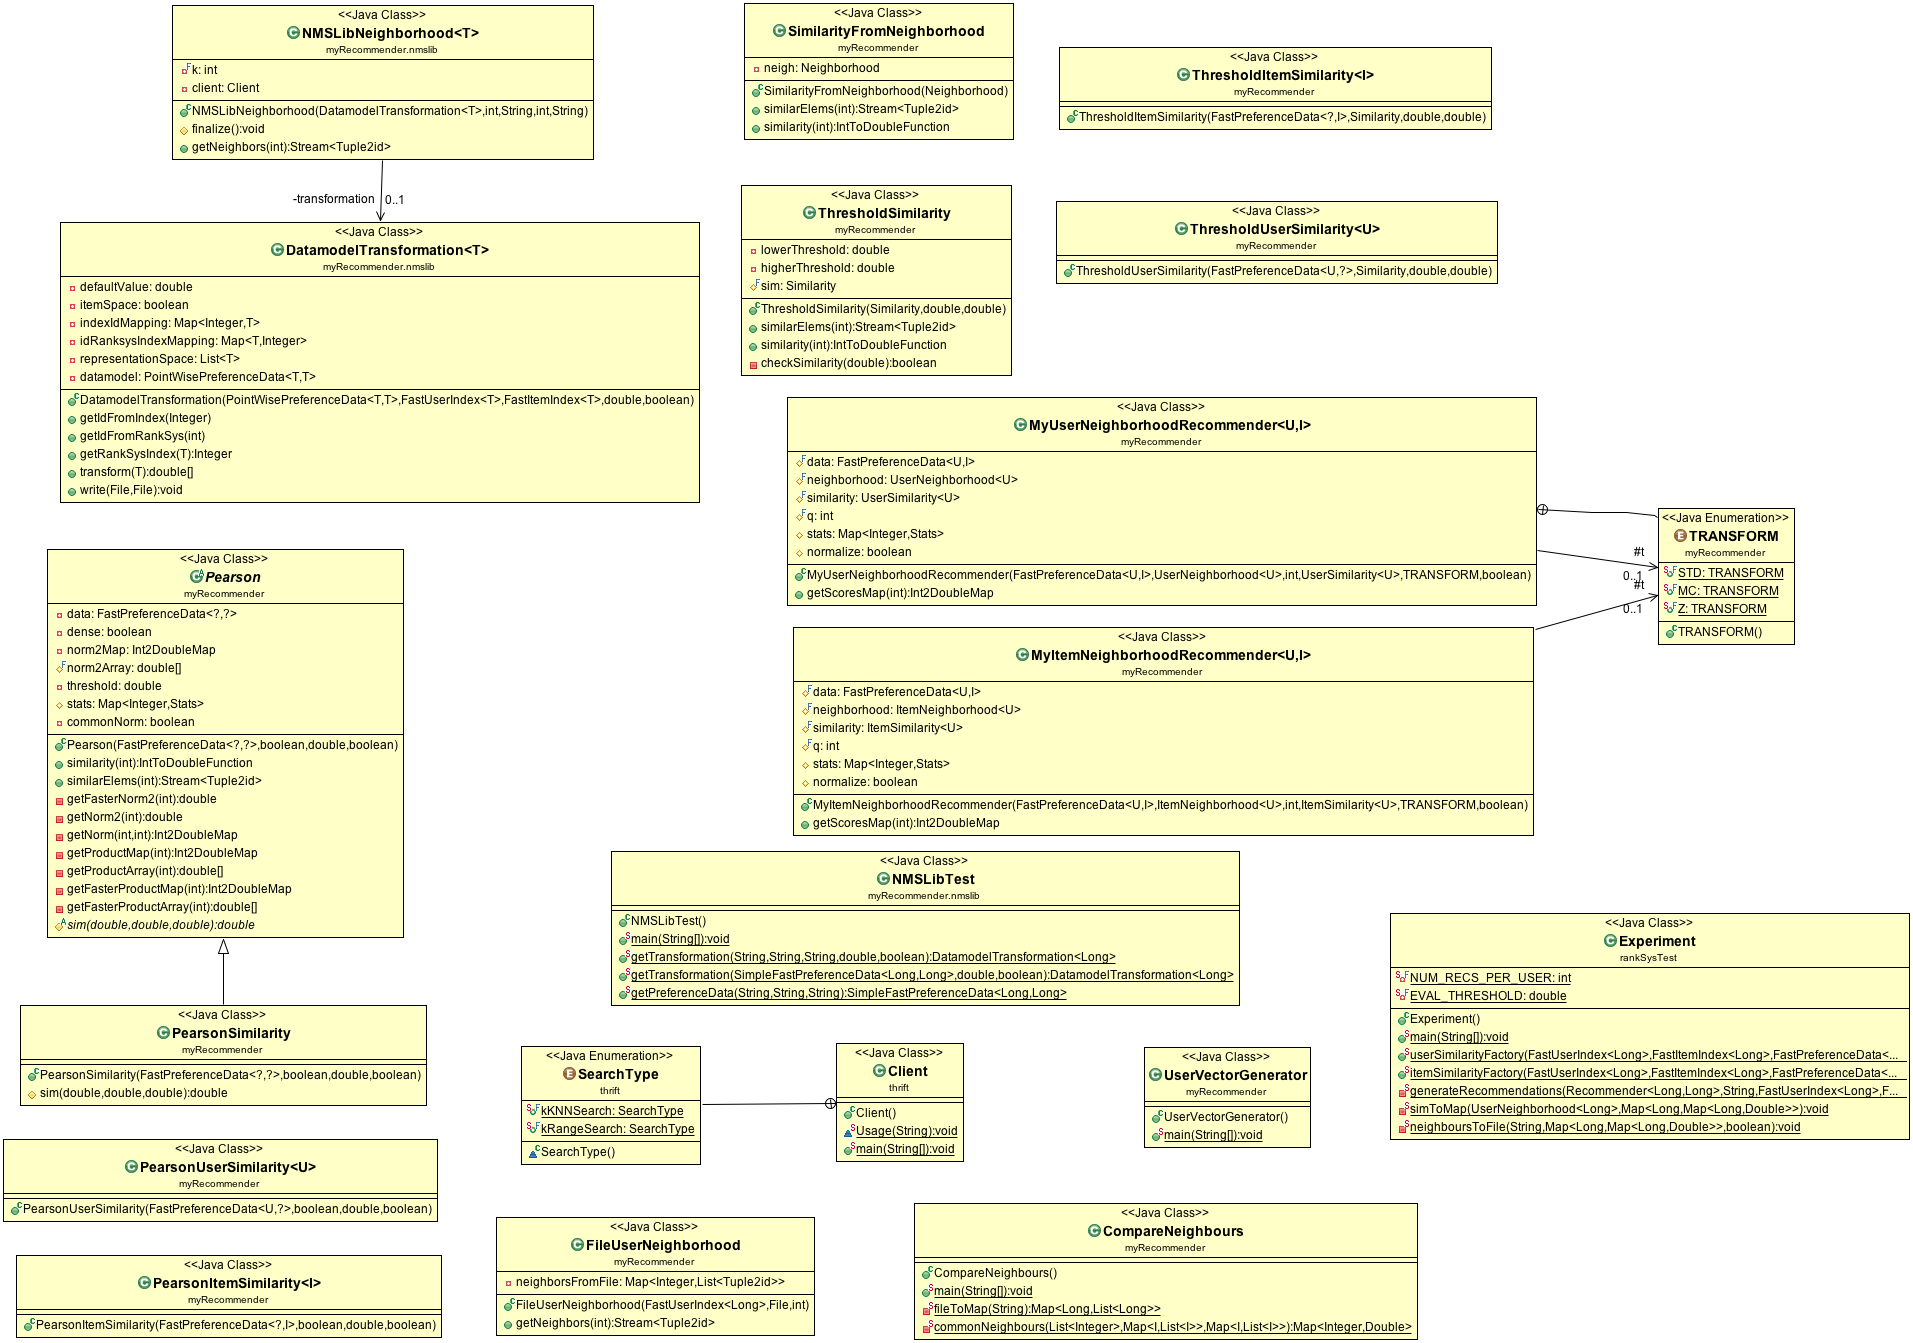 <<Java Class>>
NMSLibNeighborhood<T>
myRecommender.nmslib
k: int
client: Client
NMSLibNeighborhood(DatamodelTransformation<T>,int,String,int,String)
finalize():void
getNeighbors(int):Stream<Tuple2id>
-transformation
0..1
<<Java Class>>
DatamodelTransformation<T>
myRecommender.nmslib
defaultValue: double
itemSpace: boolean
indexIdMapping: Map<Integer,T>
idRanksysIndexMapping: Map<T,Integer>
representationSpace: List<T>
datamodel: PointWisePreferenceData<T,T>
DatamodelTransformation(PointWisePreferenceData<T,T>,FastUserIndex<T>,FastItemIndex<T>,double,boolean)
getIdFromIndex(Integer)
getIdFromRankSys(int)
getRankSysIndex(T):Integer
transform(T):double[]
write(File,File):void
<<Java Class>>
SimilarityFromNeighborhood
myRecommender
neigh: Neighborhood
SimilarityFromNeighborhood(Neighborhood)
similarElems(int):Stream<Tuple2id>
similarity(int):IntToDoubleFunction
<<Java Class>>
ThresholdItemSimilarity<I>
myRecommender
ThresholdItemSimilarity(FastPreferenceData<?,I>,Similarity,double,double)
<<Java Class>>
ThresholdSimilarity
myRecommender
lowerThreshold: double
higherThreshold: double
sim: Similarity
ThresholdSimilarity(Similarity,double,double)
similarElems(int):Stream<Tuple2id>
similarity(int):IntToDoubleFunction
checkSimilarity(double):boolean
<<Java Class>>
ThresholdUserSimilarity<U>
myRecommender
ThresholdUserSimilarity(FastPreferenceData<U,?>,Similarity,double,double)
<<Java Class>>
MyUserNeighborhoodRecommender<U,I>
myRecommender
data: FastPreferenceData<U,I>
neighborhood: UserNeighborhood<U>
similarity: UserSimilarity<U>
q: int
stats: Map<Integer,Stats>
normalize: boolean
MyUserNeighborhoodRecommender(FastPreferenceData<U,I>,UserNeighborhood<U>,int,UserSimilarity<U>,TRANSFORM,boolean)
getScoresMap(int):Int2DoubleMap
#t
0..1
#t
0..1
<<Java Enumeration>>
TRANSFORM
myRecommender
STD: TRANSFORM
MC: TRANSFORM
Z: TRANSFORM
TRANSFORM()
<<Java Class>>
MyItemNeighborhoodRecommender<U,I>
myRecommender
data: FastPreferenceData<U,I>
neighborhood: ItemNeighborhood<U>
similarity: ItemSimilarity<U>
q: int
stats: Map<Integer,Stats>
normalize: boolean
MyItemNeighborhoodRecommender(FastPreferenceData<U,I>,ItemNeighborhood<U>,int,ItemSimilarity<U>,TRANSFORM,boolean)
getScoresMap(int):Int2DoubleMap
<<Java Class>>
Pearson
myRecommender
data: FastPreferenceData<?,?>
dense: boolean
norm2Map: Int2DoubleMap
norm2Array: double[]
threshold: double
stats: Map<Integer,Stats>
commonNorm: boolean
Pearson(FastPreferenceData<?,?>,boolean,double,boolean)
similarity(int):IntToDoubleFunction
similarElems(int):Stream<Tuple2id>
getFasterNorm2(int):double
getNorm2(int):double
getNorm(int,int):Int2DoubleMap
getProductMap(int):Int2DoubleMap
getProductArray(int):double[]
getFasterProductMap(int):Int2DoubleMap
getFasterProductArray(int):double[]
sim(double,double,double):double
<<Java Class>>
PearsonSimilarity
myRecommender
PearsonSimilarity(FastPreferenceData<?,?>,boolean,double,boolean)
sim(double,double,double):double
<<Java Class>>
PearsonUserSimilarity<U>
myRecommender
PearsonUserSimilarity(FastPreferenceData<U,?>,boolean,double,boolean)
<<Java Class>>
PearsonItemSimilarity<I>
myRecommender
PearsonItemSimilarity(FastPreferenceData<?,I>,boolean,double,boolean)
<<Java Class>>
NMSLibTest
myRecommender.nmslib
NMSLibTest()
main(String[]):void
getTransformation(String,String,String,double,boolean):DatamodelTransformation<Long>
getTransformation(SimpleFastPreferenceData<Long,Long>,double,boolean):DatamodelTransformation<Long>
getPreferenceData(String,String,String):SimpleFastPreferenceData<Long,Long>
<<Java Class>>
Experiment
rankSysTest
NUM_RECS_PER_USER: int
EVAL_THRESHOLD: double
Experiment()
main(String[]):void
userSimilarityFactory(FastUserIndex<Long>,FastItemIndex<Long>,FastPreferenceData<...
itemSimilarityFactory(FastUserIndex<Long>,FastItemIndex<Long>,FastPreferenceData<...
generateRecommendations(Recommender<Long,Long>,String,FastUserIndex<Long>,F...
simToMap(UserNeighborhood<Long>,Map<Long,Map<Long,Double>>):void
neighboursToFile(String,Map<Long,Map<Long,Double>>,boolean):void
<<Java Enumeration>>
SearchType
thrift
kKNNSearch: SearchType
kRangeSearch: SearchType
SearchType()
<<Java Class>>
Client
thrift
Client()
Usage(String):void
main(String[]):void
<<Java Class>>
UserVectorGenerator
myRecommender
UserVectorGenerator()
main(String[]):void
<<Java Class>>
FileUserNeighborhood
myRecommender
neighborsFromFile: Map<Integer,List<Tuple2id>>
FileUserNeighborhood(FastUserIndex<Long>,File,int)
getNeighbors(int):Stream<Tuple2id>
<<Java Class>>
CompareNeighbours
myRecommender
CompareNeighbours()
main(String[]):void
fileToMap(String):Map<Long,List<Long>>
commonNeighbours(List<Integer>,Map<I,List<I>>,Map<I,List<I>>):Map<Integer,Double>